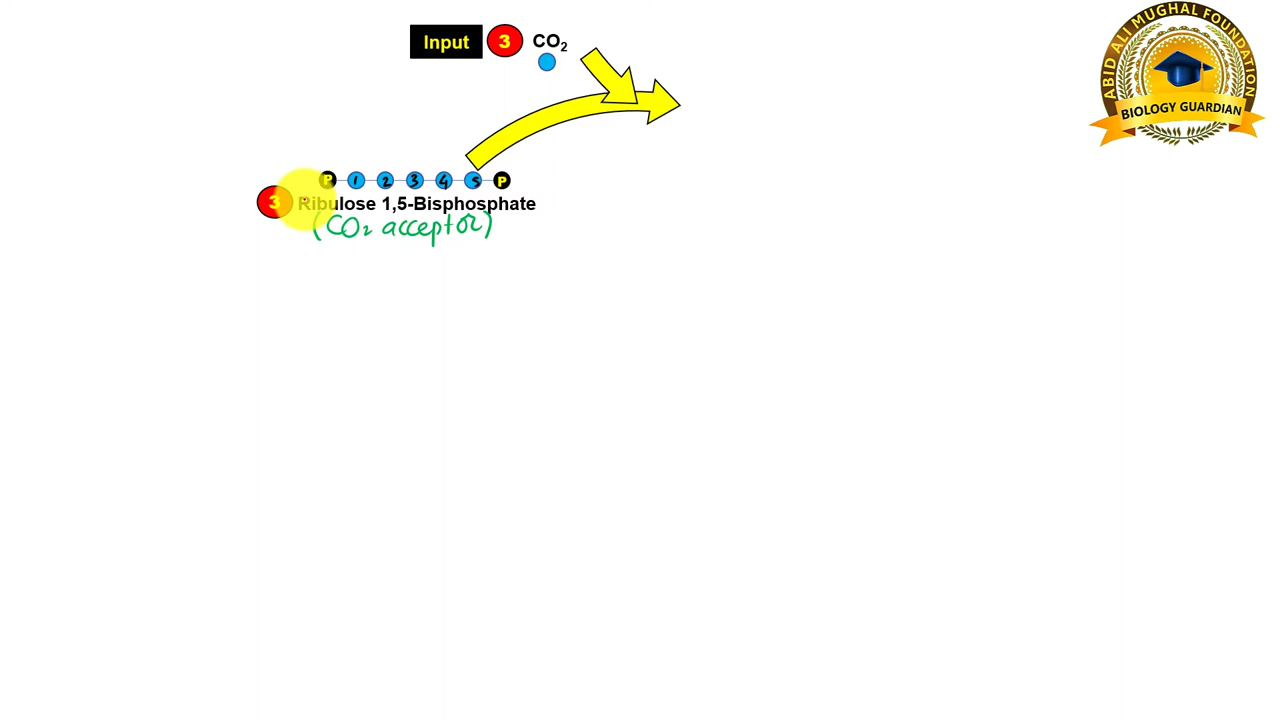 Input 3 CO₂
P 1 2 3 4 5 P
3 Ribulose 1,5-Bisphosphate
(CO₂ acceptor)
ABID ALI MUGHAL FOUNDATION
BIOLOGY GUARDIAN